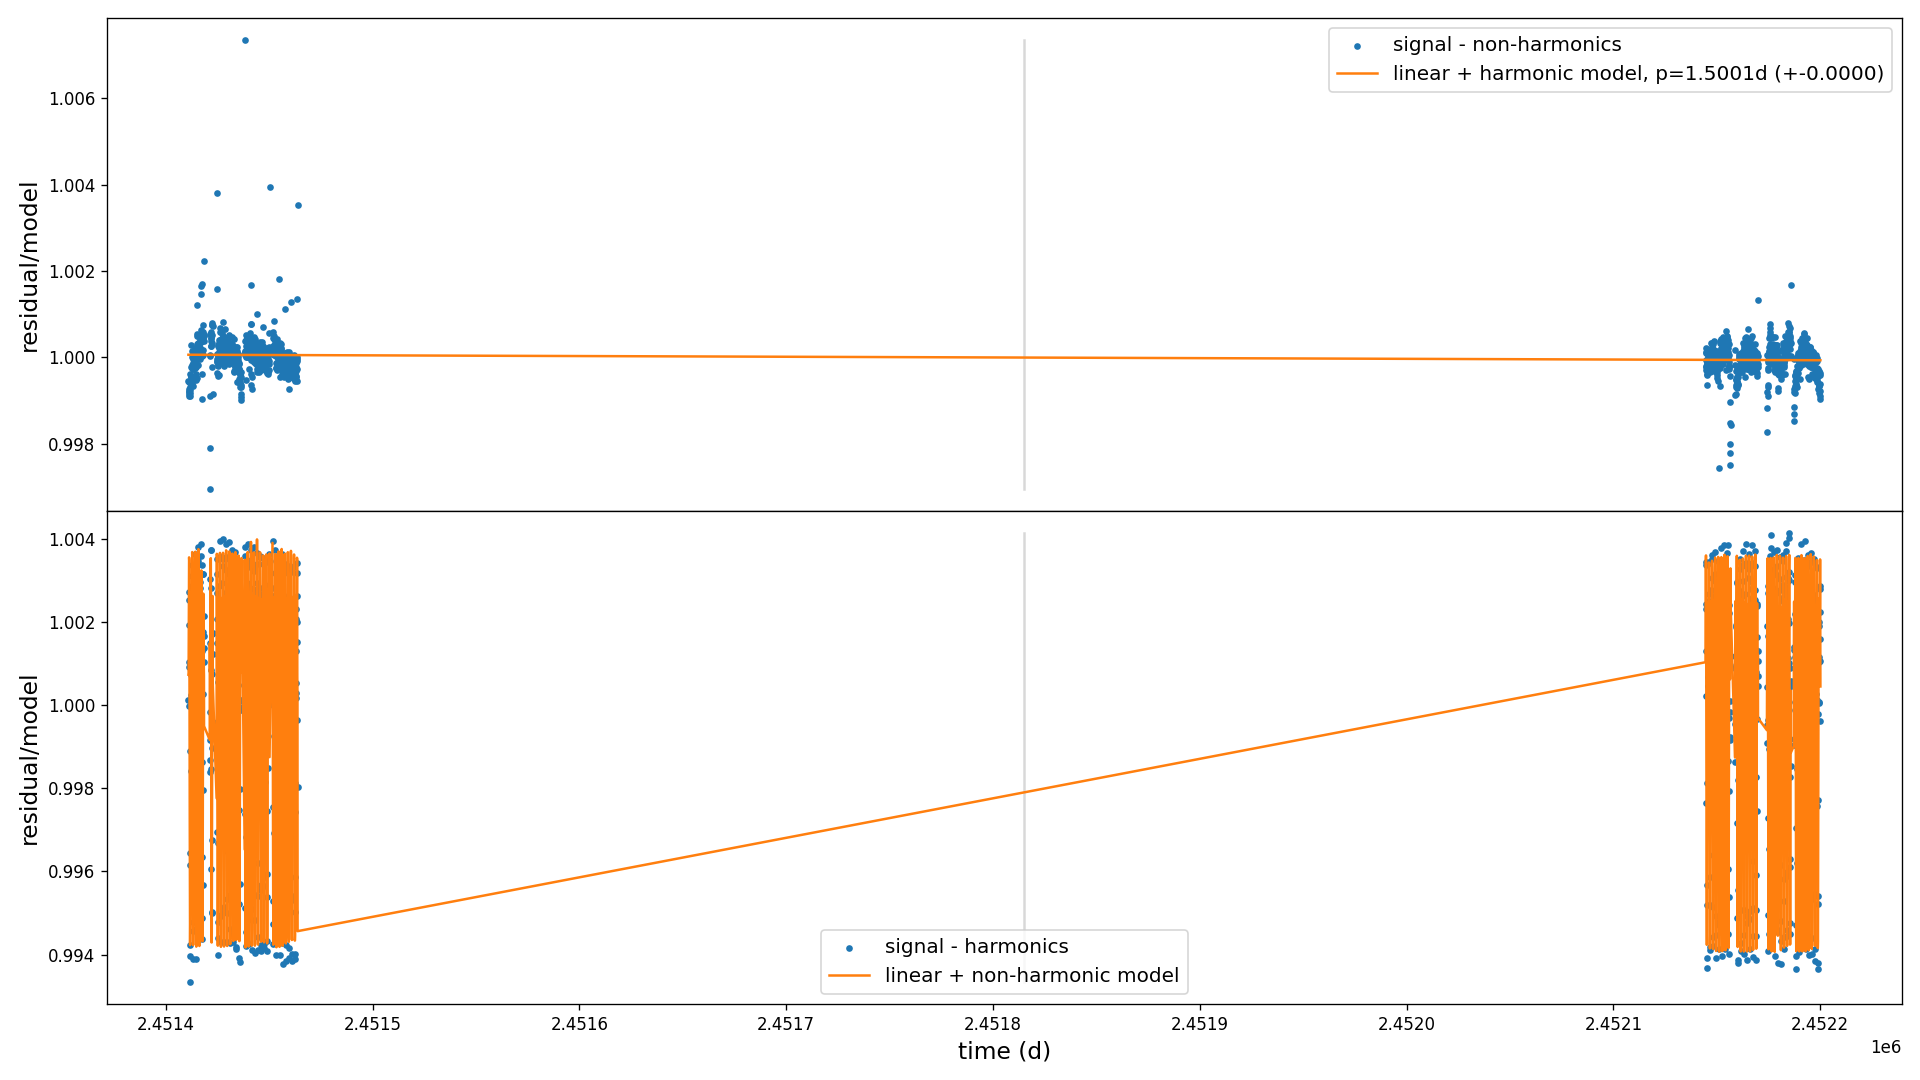 signal - non-harmonics
linear + harmonic model, p=1.5001d (+-0.0000)
residual/model
1.006
1.004
1.002
1.000
0.998
residual/model
1.004
1.002
1.000
0.998
0.996
0.994
signal - harmonics
linear + non-harmonic model
2.4514 2.4515 2.4516 2.4517 2.4518 2.4519 2.4520 2.4521 2.4522
time (d)
1e6